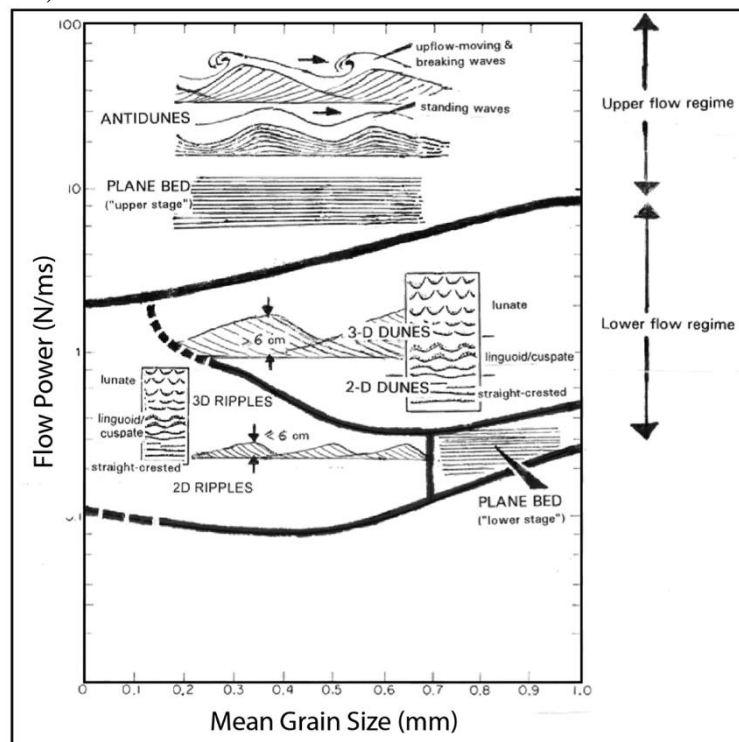 100
upflow-moving &
breaking waves
standing waves
ANTIDUNES
PLANE BED
("upper stage")
10
Upper flow regime
Lower flow regime
lunate
> 6 cm
3-D DUNES
linguoid/cuspate
2-D DUNES
straight-crested
1
lunate
3D RIPPLES
linguoid/
cuspate
≤ 6 cm
straight-crested
2D RIPPLES
PLANE BED
("lower stage")
Flow Power (N/ms)
0 0.2 0.3 0.4 0.5 0.6 0.7 0.8 0.9 1.0
Mean Grain Size (mm)